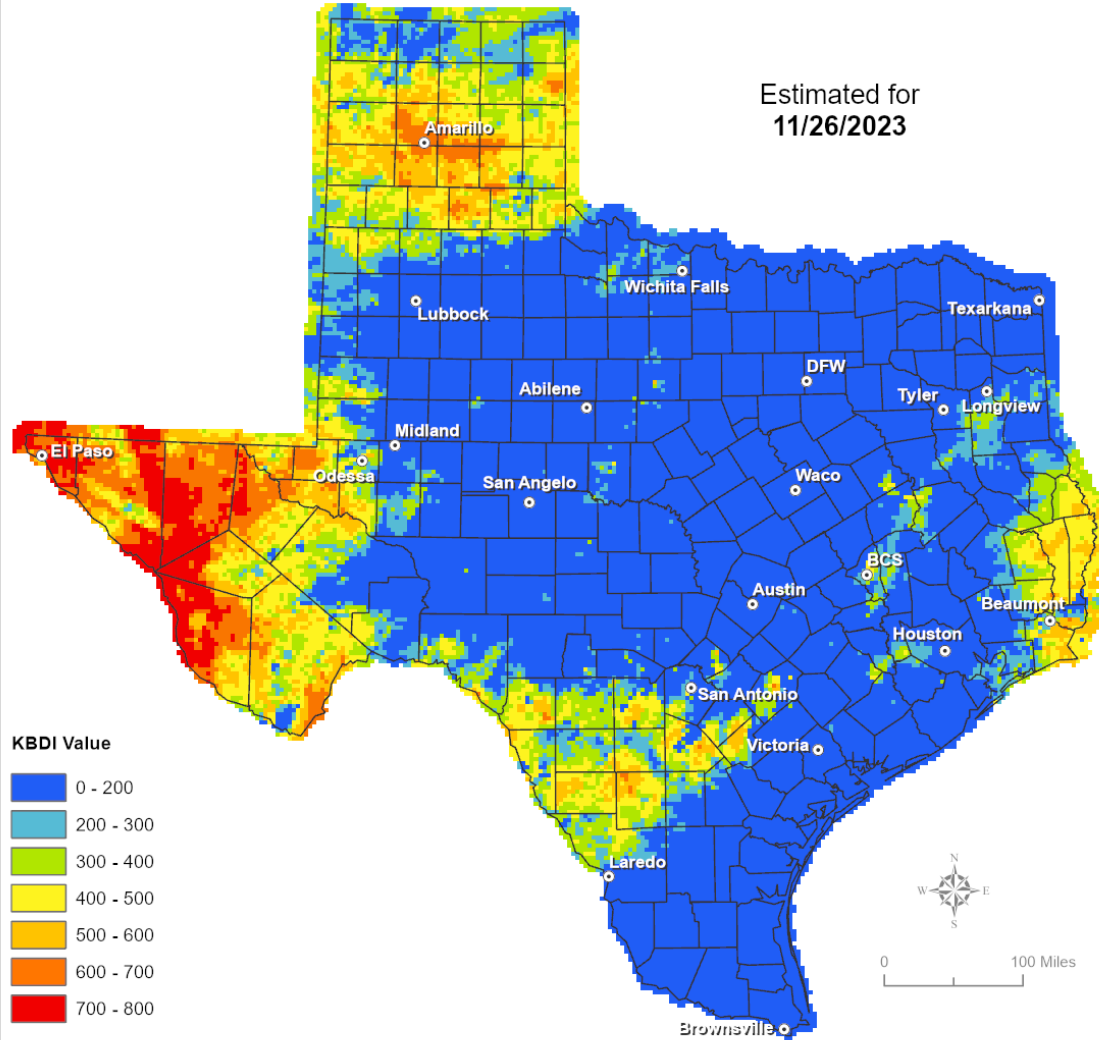 Estimated for
11/26/2023
Amarillo
Wichita Falls
Lubbock
Texarkana
DFW
Abilene
Tyler
Longview
Midland
El Paso
Odessa
San Angelo
Waco
BCS
Austin
Beaumont
Houston
San Antonio
Victoria
KBDI Value
0 - 200
200 - 300
300 - 400
400 - 500
500 - 600
600 - 700
700 - 800
Laredo
N
W E
S
0 100 Miles
Brownsville